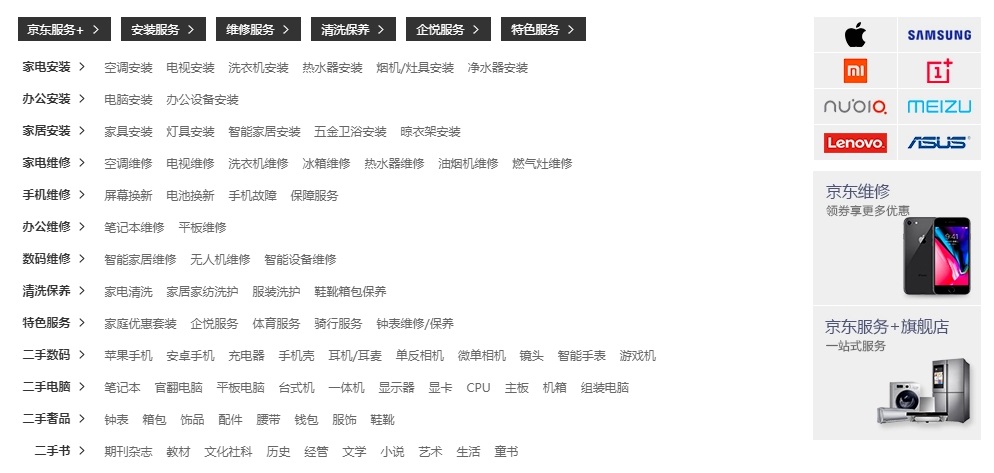 京东服务+ > 安装服务 > 维修服务 > 清洗保养 > 企悦服务 > 特色服务 >
家电安装 > 空调安装 电视安装 洗衣机安装 热水器安装 烟机/灶具安装 净水器安装
办公安装 > 电脑安装 办公设备安装
家居安装 > 家具安装 灯具安装 智能家居安装 五金卫浴安装 晾衣架安装
家电维修 > 空调维修 电视维修 洗衣机维修 冰箱维修 热水器维修 油烟机维修 燃气灶维修
手机维修 > 屏幕换新 电池换新 手机故障 保障服务
办公维修 > 笔记本维修 平板维修
数码维修 > 智能家居维修 无人机维修 智能设备维修
清洗保养 > 家电清洗 家居家纺洗护 服装洗护 鞋靴箱包保养
特色服务 > 家庭优惠套装 企悦服务 体育服务 骑行服务 钟表维修/保养
二手数码 > 苹果手机 安卓手机 充电器 手机壳 耳机/耳麦 单反相机 微单相机 镜头 智能手表 游戏机
二手电脑 > 笔记本 官翻电脑 平板电脑 台式机 一体机 显示器 显卡 CPU 主板 机箱 组装电脑
二手奢品 > 钟表 箱包 饰品 配件 腰带 钱包 服饰 鞋靴
二手书 > 期刊杂志 教材 文化社科 历史 经管 文学 小说 艺术 生活 童书
SAMSUNG
MI 1+
nubia MEIZU
Lenovo ASUS
京东维修
领券享更多优惠
9:41
京东服务+旗舰店
一站式服务